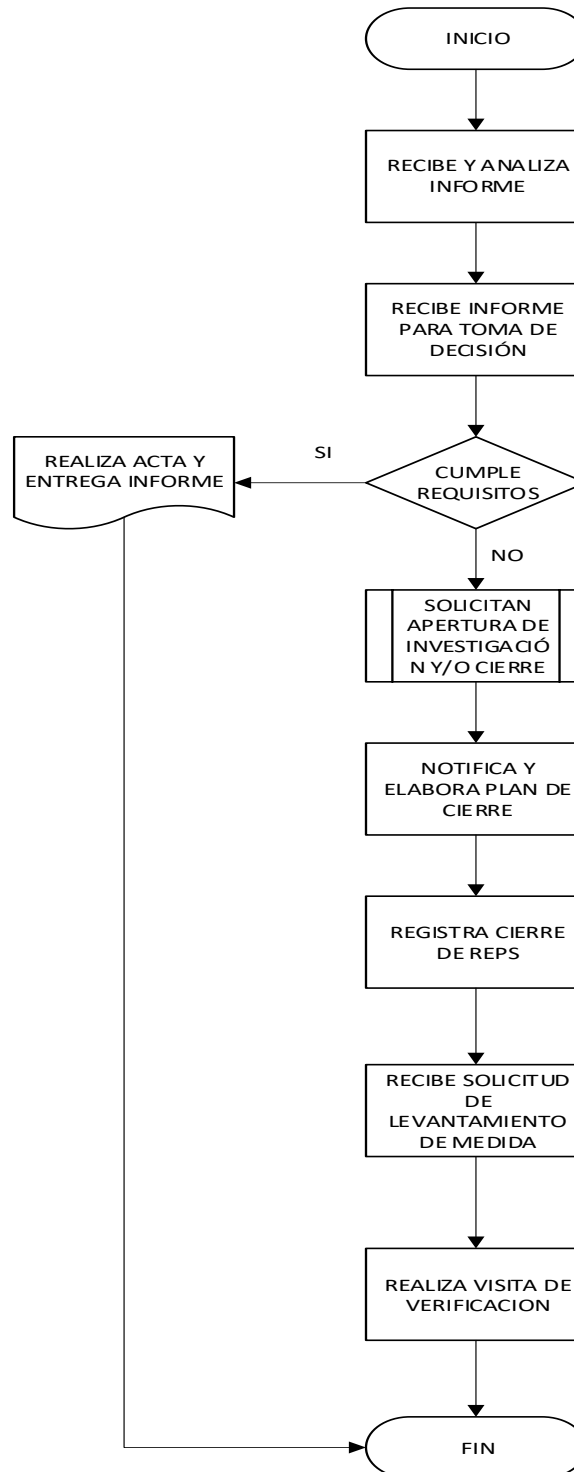 INICIO
RECIBE Y ANALIZA
INFORME
RECIBE INFORME
PARA TOMA DE
DECISIÓN
REALIZA ACTA Y
ENTREGA INFORME
SI
CUMPLE
REQUISITOS
NO
SOLICITAN
APERTURA DE
INVESTIGACIÓ
N Y/O CIERRE
NOTIFICA Y
ELABORA PLAN DE
CIERRE
REGISTRA CIERRE
DE REPS
RECIBE SOLICITUD
DE
LEVANTAMIENTO
DE MEDIDA
REALIZA VISITA DE
VERIFICACION
FIN